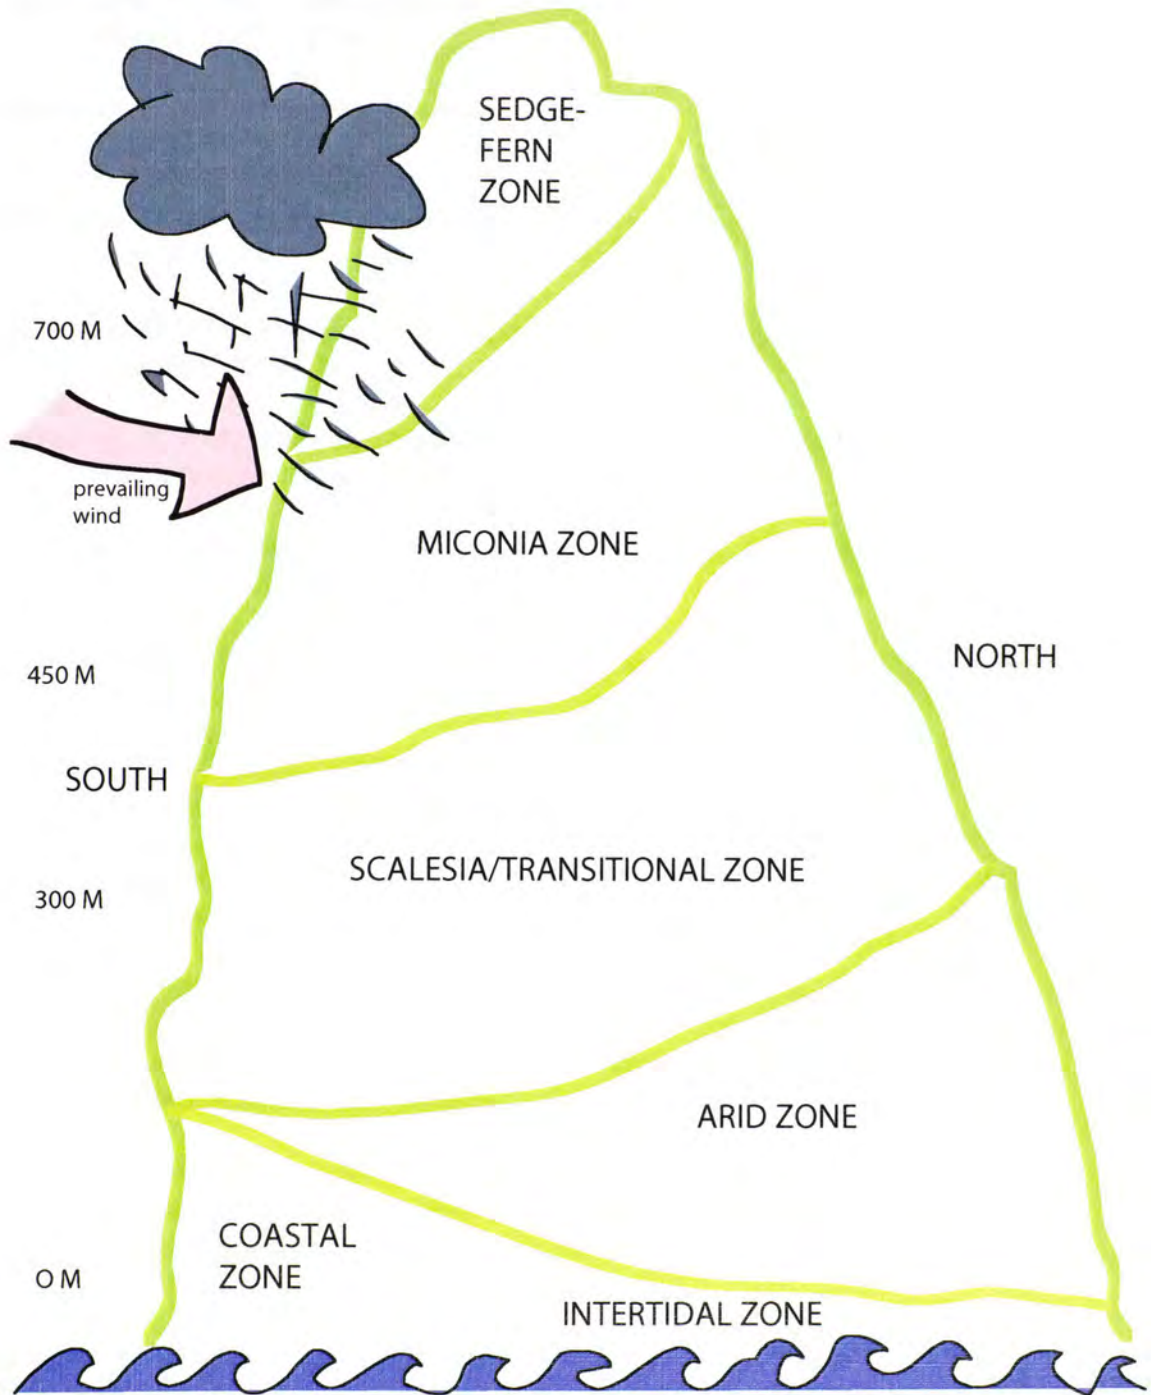 SEDGE-
FERN
ZONE
700 M
prevailing
wind
MICONIA ZONE
450 M
NORTH
SOUTH
SCALESIA/TRANSITIONAL ZONE
300 M
ARID ZONE
COASTAL
ZONE
O M
INTERTIDAL ZONE